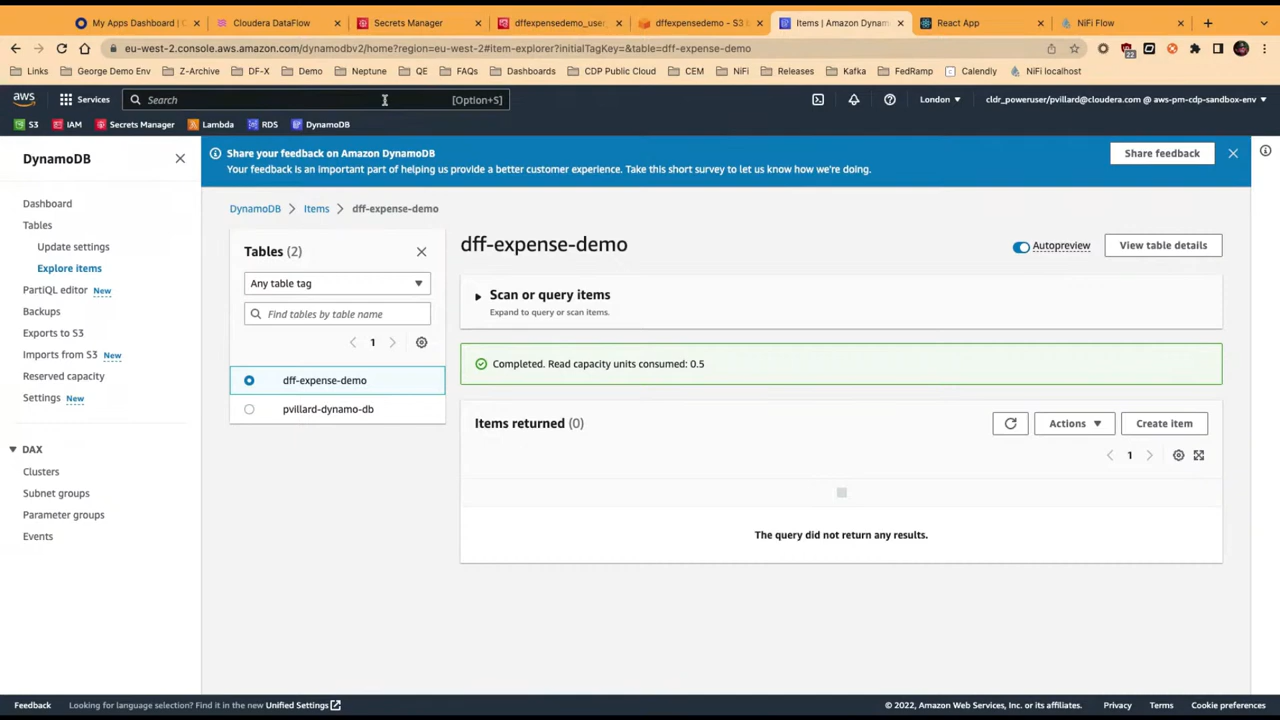 My Apps Dashboard | C
Cloudera DataFlow
Secrets Manager
dffexpensedemo_use
dffexpensedemo - S3 b
Items | Amazon Dynam
React App
NiFi Flow
eu-west-2.console.aws.amazon.com/dynamodbv2/home?region=eu-west-2#item-explorer?initialTagKey=&table=dff-expense-demo
22
Links
George Demo Env
Z-Archive
DF-X
Demo
Neptune
QE
FAQs
Dashboards
CDP Public Cloud
CEM
NiFi
Releases
Kafka
FedRamp
Calendly
NiFi localhost
aws
Services
Search
[Option+S]
London
cldr_poweruser/pvillard@cloudera.com @ aws-pm-cdp-sandbox-env
S3
IAM
Secrets Manager
Lambda
RDS
DynamoDB
DynamoDB
Share your feedback on Amazon DynamoDB
Your feedback is an important part of helping us provide a better customer experience. Take this short survey to let us know how we're doing.
Share feedback
Dashboard
Tables
Update settings
Explore items
PartiQL editor New
Backups
Exports to S3
Imports from S3 New
Reserved capacity
Settings New
DAX
Clusters
Subnet groups
Parameter groups
Events
DynamoDB
Items
dff-expense-demo
Tables (2)
Any table tag
Find tables by table name
1
dff-expense-demo
pvillard-dynamo-db
dff-expense-demo
Autopreview
View table details
Scan or query items
Expand to query or scan items.
Completed. Read capacity units consumed: 0.5
Items returned (0)
Actions
Create item
1
The query did not return any results.
Feedback
Looking for language selection? Find it in the new Unified Settings
© 2022, Amazon Web Services, Inc. or its affiliates.
Privacy
Terms
Cookie preferences